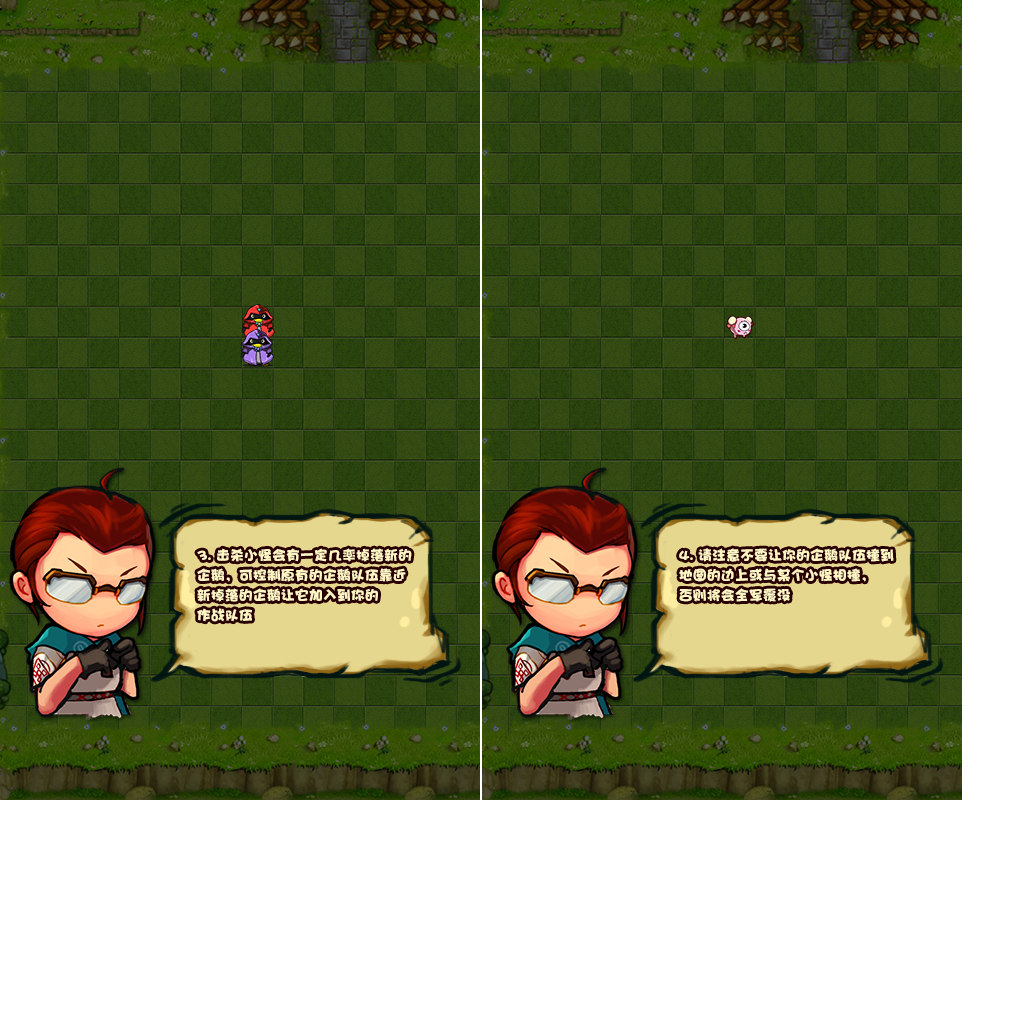 3. 击杀小怪会有一定几率掉落新的
企鹅，可控制原有的企鹅队伍靠近
新掉落的企鹅让它加入到你的
作战队伍
4. 请注意不要让你的企鹅队伍撞到
地图的边上或与某个小怪相撞，
否则将会全军覆没